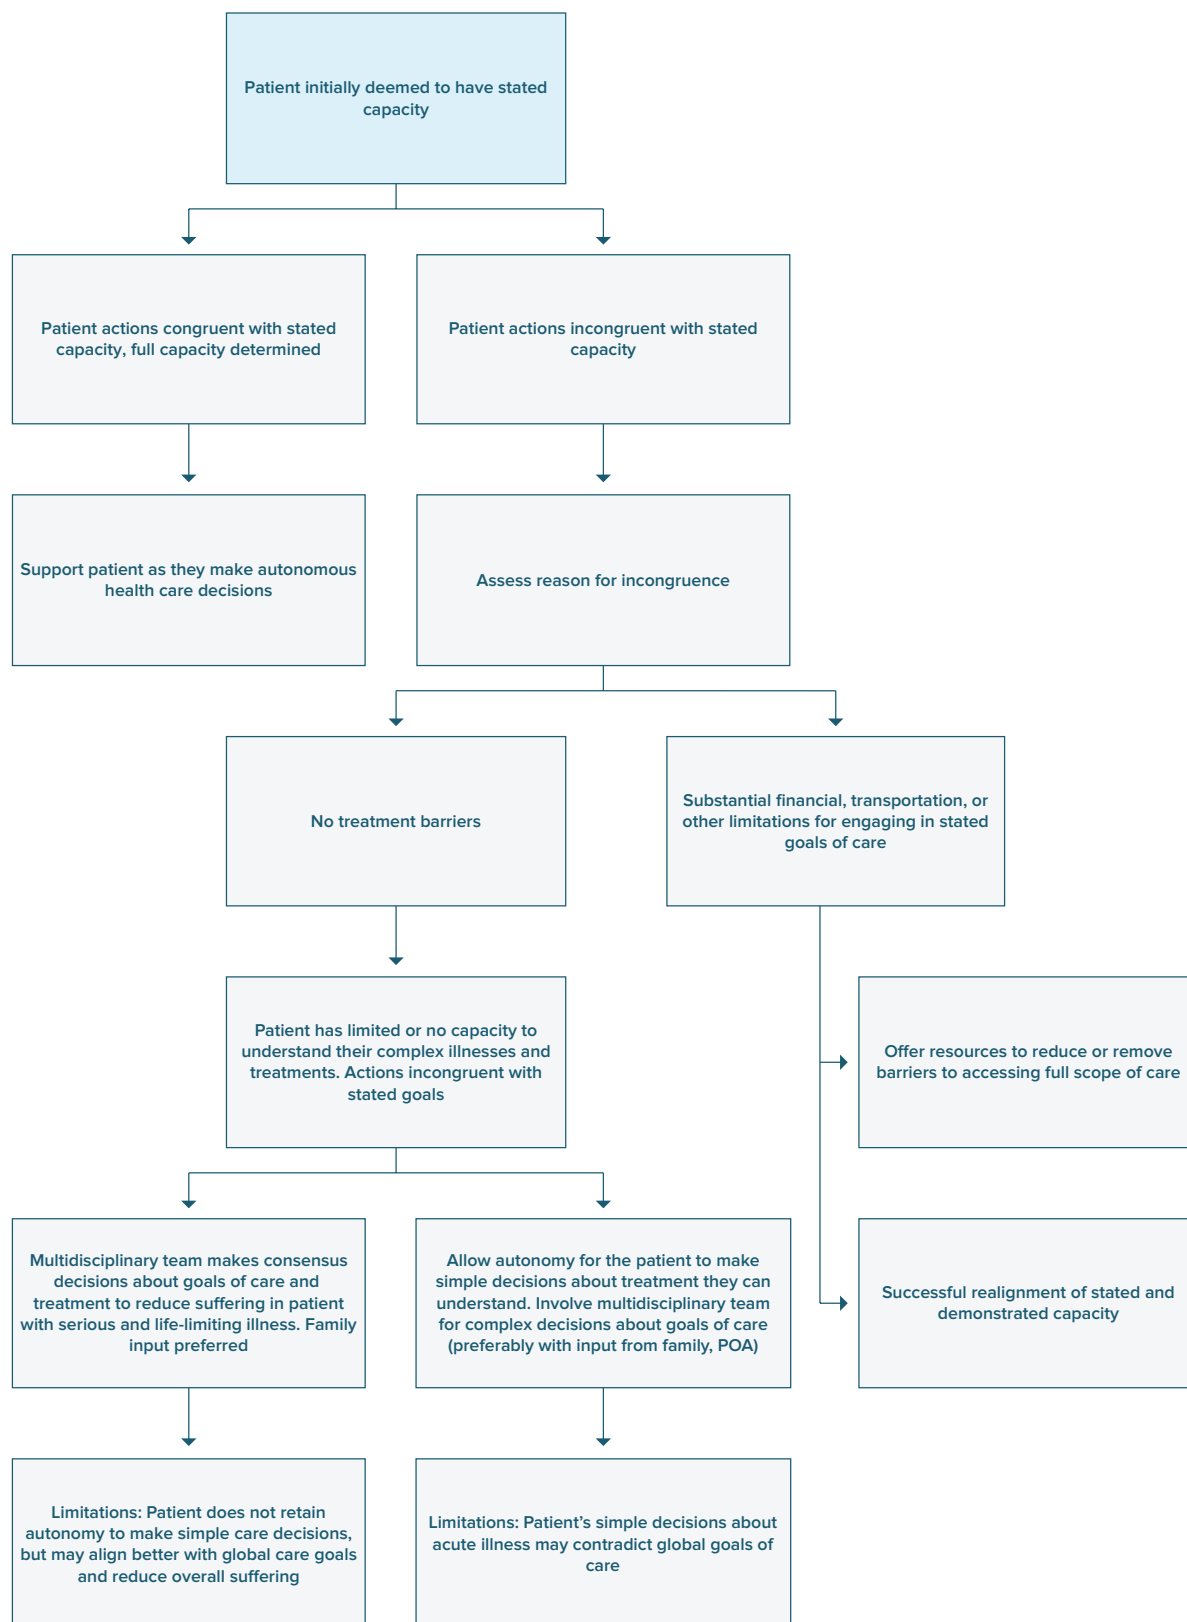 Patient initially deemed to have stated
capacity
Patient actions congruent with stated
capacity, full capacity determined
Patient actions incongruent with stated
capacity
Support patient as they make autonomous
health care decisions
Assess reason for incongruence
No treatment barriers
Substantial financial, transportation, or
other limitations for engaging in stated
goals of care
Patient has limited or no capacity to
understand their complex illnesses and
treatments. Actions incongruent with
stated goals
Offer resources to reduce or remove
barriers to accessing full scope of care
Multidisciplinary team makes consensus
decisions about goals of care and
treatment to reduce suffering in patient
with serious and life-limiting illness. Family
input preferred
Allow autonomy for the patient to make
simple decisions about treatment they can
understand. Involve multidisciplinary team
for complex decisions about goals of care
(preferably with input from family, POA)
Successful realignment of stated and
demonstrated capacity
Limitations: Patient does not retain
autonomy to make simple care decisions,
but may align better with global care goals
and reduce overall suffering
Limitations: Patient’s simple decisions about
acute illness may contradict global goals of
care